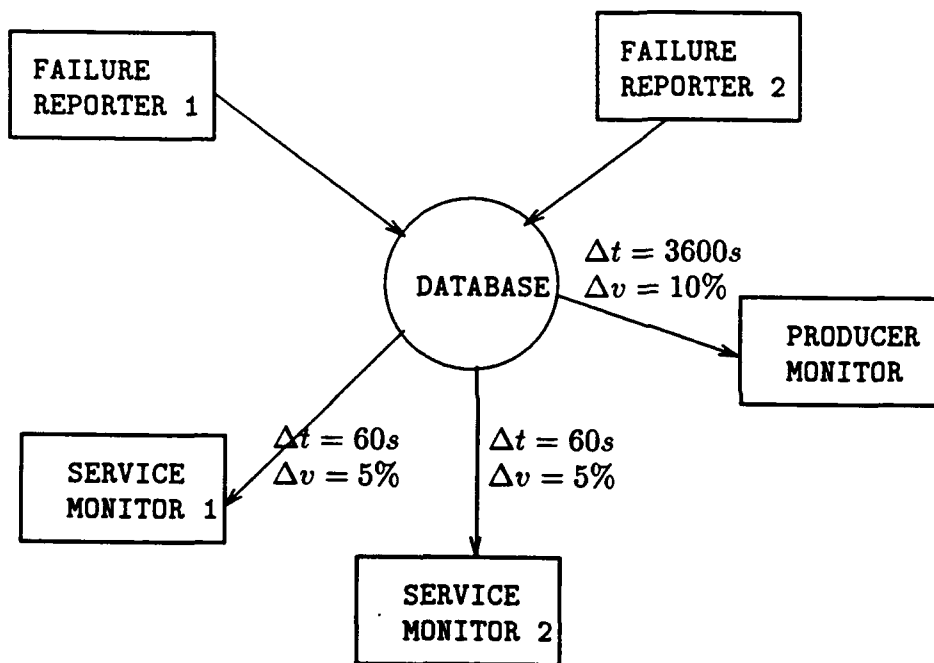 FAILURE
REPORTER 1
FAILURE
REPORTER 2
DATABASE
Δt = 3600s
Δv = 10%
PRODUCER
MONITOR
Δt = 60s
Δv = 5%
Δt = 60s
Δv = 5%
SERVICE
MONITOR 1
SERVICE
MONITOR 2